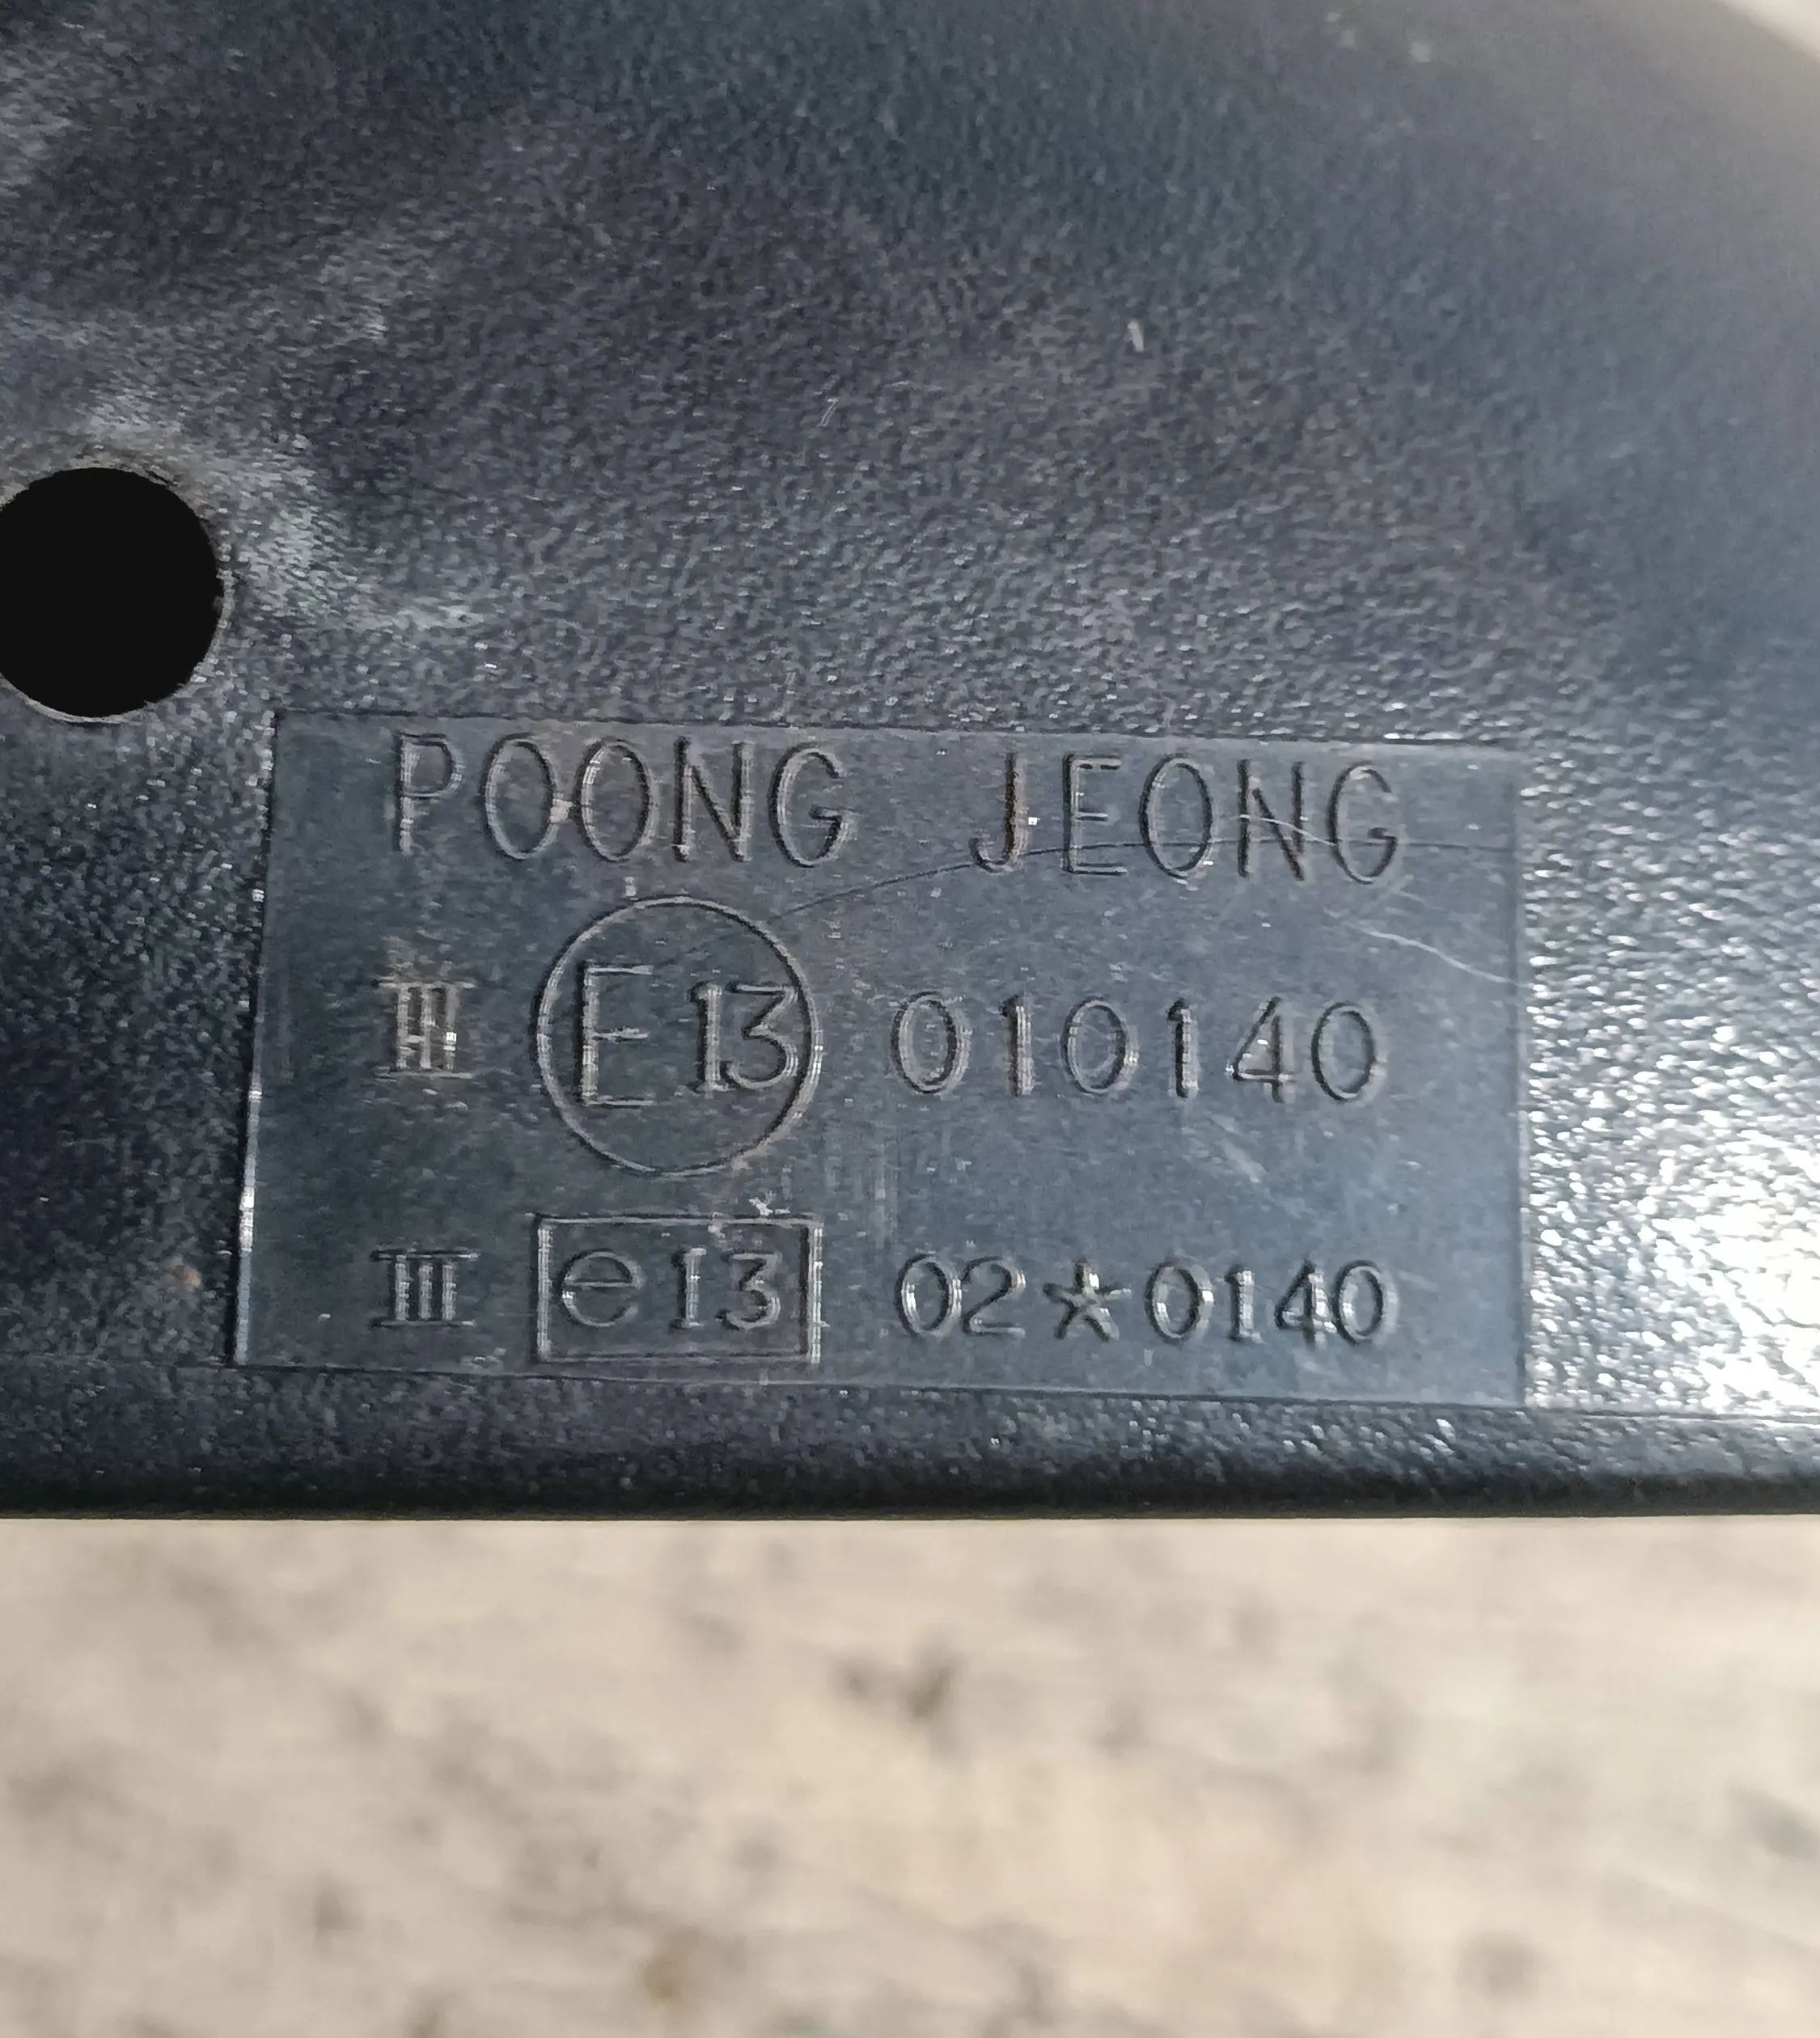 POONG JEONG
III E13 010140
III e13 02*0140